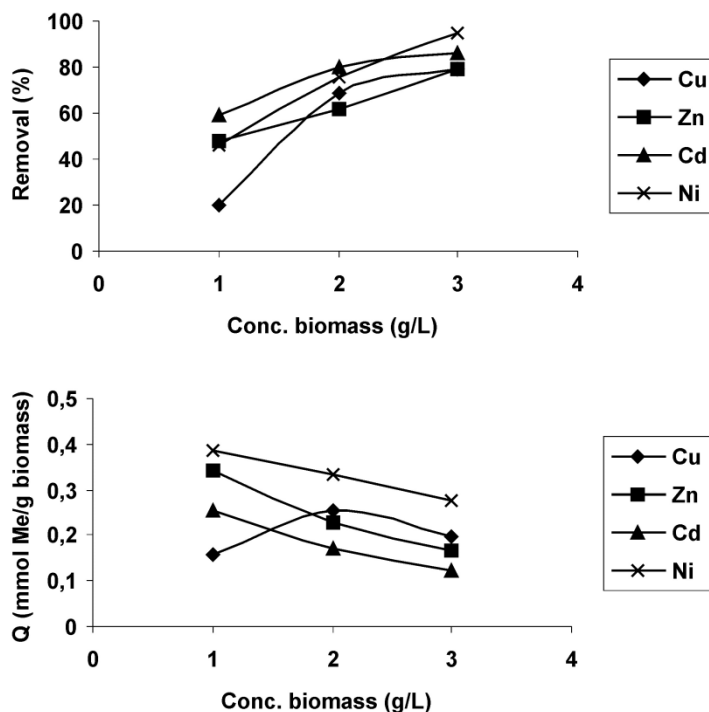 100
80
60
40
20
0
Removal (%)
0 1 2 3 4
Conc. biomass (g/L)
Cu
Zn
Cd
Ni
0,5
0,4
0,3
0,2
0,1
0
Q (mmol Me/g biomass)
0 1 2 3 4
Conc. biomass (g/L)
Cu
Zn
Cd
Ni